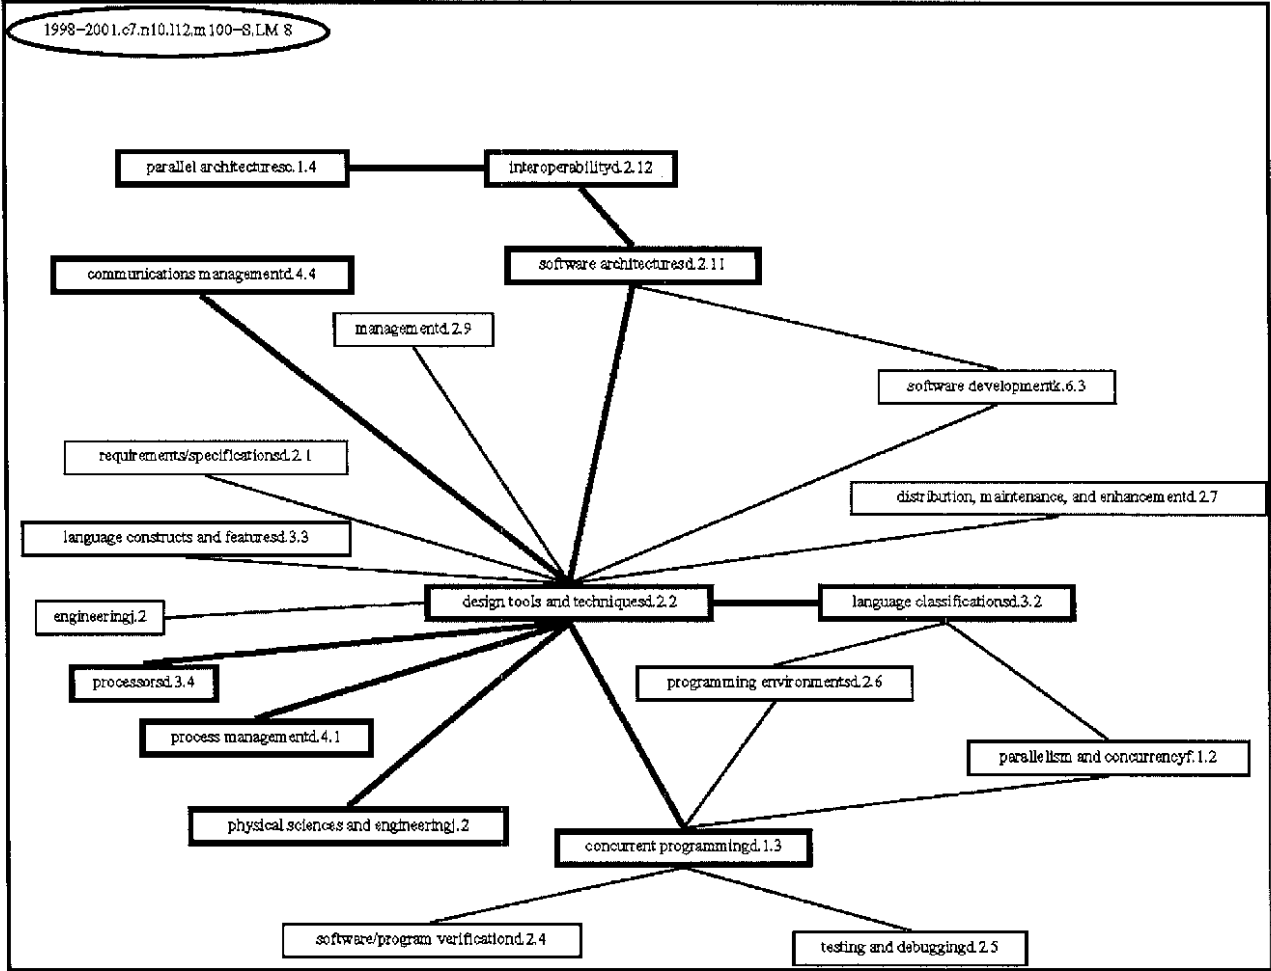 1998-2001.c7.n10.l12.m100-S,LM 8
parallel architecturesc.1.4
interoperabilityd.2.12
communications managementd.4.4
software architecturesd.2.11
managementd.2.9
software developmentk.6.3
requirements/specificationsd.2.1
distribution, maintenance, and enhancementd.2.7
language constructs and featuresd.3.3
engineeringj.2
design tools and techniquesd.2.2
language classificationsd.3.2
processorsd.3.4
programming environmentsd.2.6
process managementd.4.1
parallelism and concurrencyf.1.2
physical sciences and engineeringj.2
concurrent programmingd.1.3
software/program verificationd.2.4
testing and debuggingd.2.5